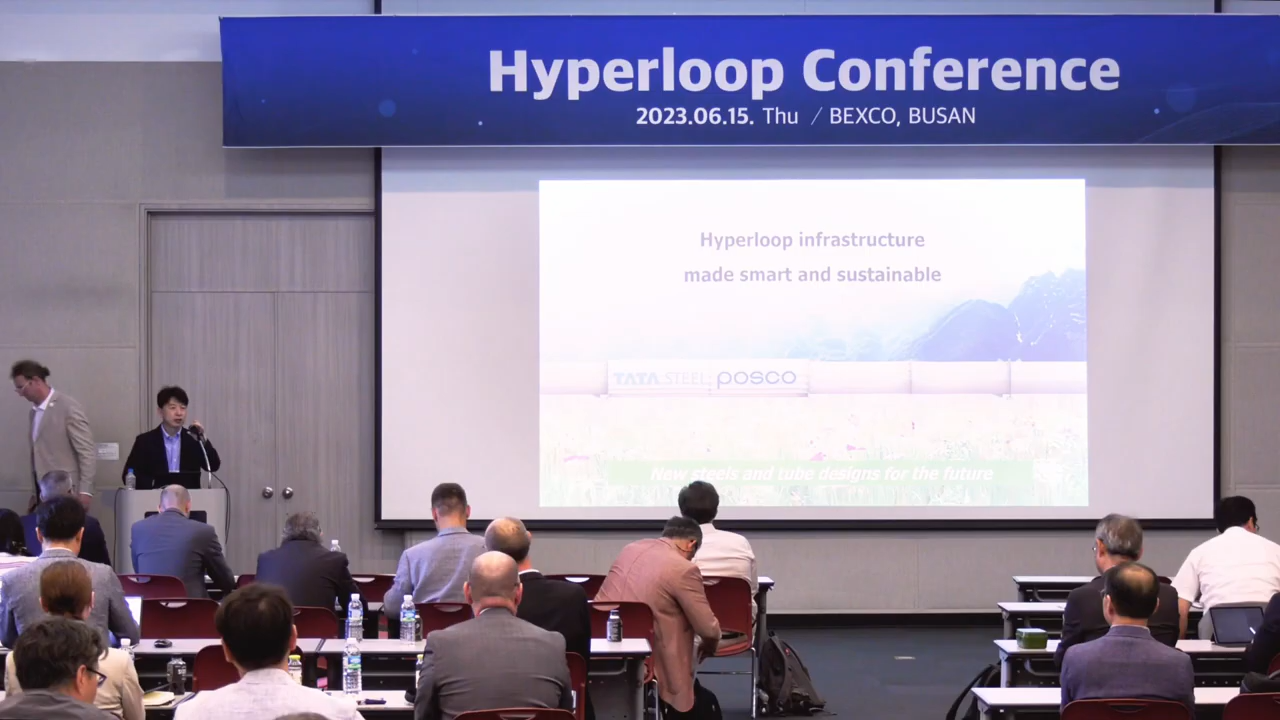 Hyperloop Conference
2023.06.15. Thu / BEXCO, BUSAN
Hyperloop infrastructure
made smart and sustainable
TATA STEEL posco
New steels and tube designs for the future